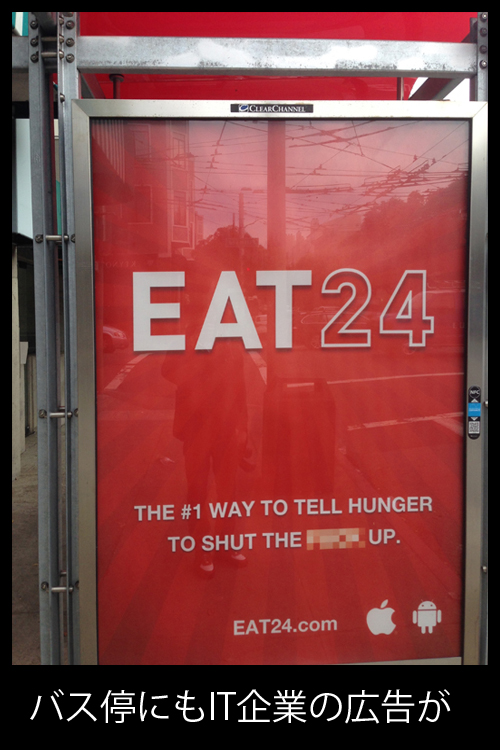 CLEARCHANNEL
EAT24
THE #1 WAY TO TELL HUNGER
TO SHUT THE UP.
EAT24.com
NFC
バス停にもIT企業の広告が